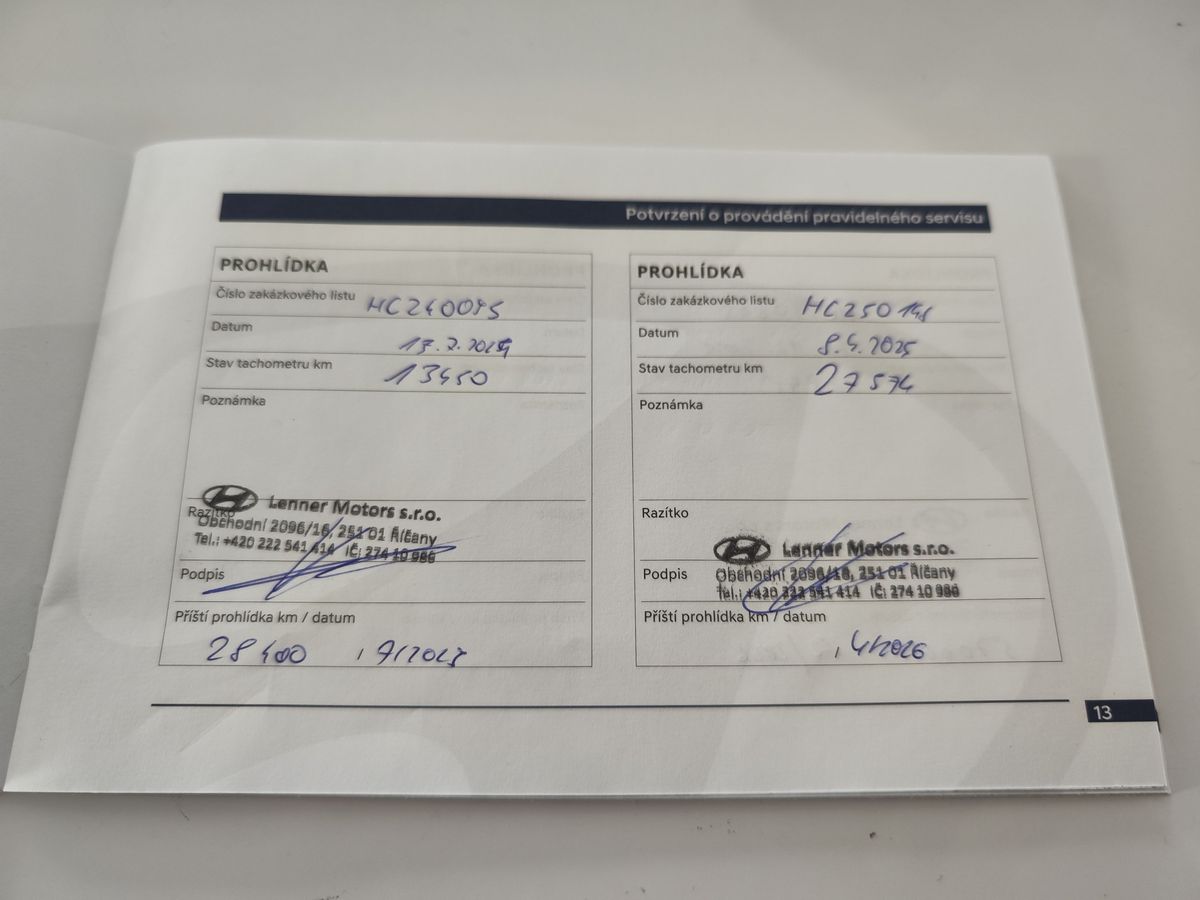 Potvrzení o provádění pravidelného servisu
PROHLÍDKA
Číslo zakázkového listu HC240095
Datum 17.7.2024
Stav tachometru km 13450
Poznámka
Razítko
Lenner Motors s.r.o.
Obchodní 2096/16, 251 01 Říčany
Tel.: +420 222 541 414 IČ: 274 10 986
Podpis
Příští prohlídka km / datum
28 400 , 7/2025
PROHLÍDKA
Číslo zakázkového listu
Datum 8.4.2025
Stav tachometru km 27574
Poznámka
Razítko
Lenner Motors s.r.o.
Podpis
Obchodní 2096/16, 251 01 Říčany
Tel.: +420 222 541 414 IČ: 274 10 986
Příští prohlídka km / datum
, 4/2026
13